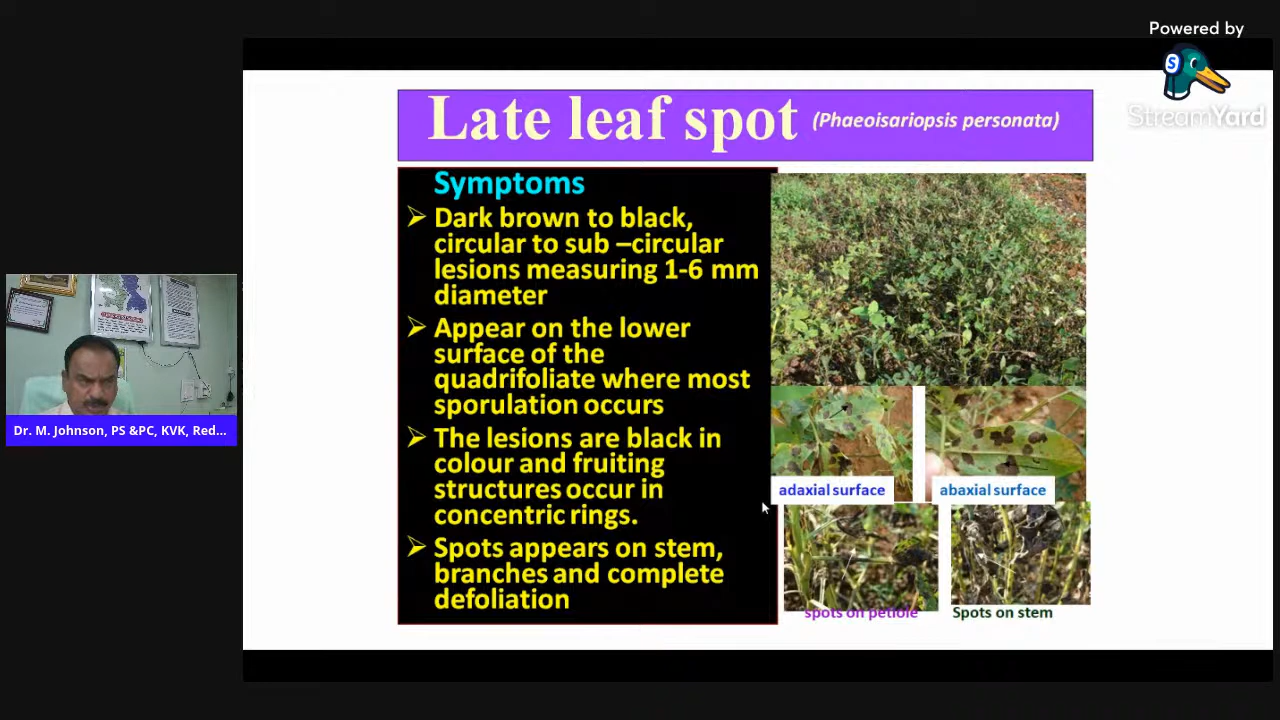 Powered by
S
StreamYard
Late leaf spot (Phaeoisariopsis personata)
Symptoms
➢ Dark brown to black,
circular to sub –circular
lesions measuring 1-6 mm
diameter
➢ Appear on the lower
surface of the
quadrifoliate where most
sporulation occurs
➢ The lesions are black in
colour and fruiting
structures occur in
concentric rings.
➢ Spots appears on stem,
branches and complete
defoliation
adaxial surface
abaxial surface
spots on petiole
Spots on stem
Dr. M. Johnson, PS &PC, KVK, Red...